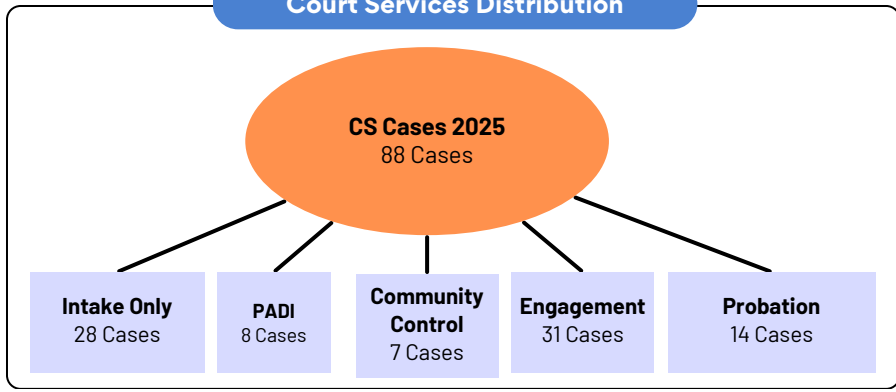 Court Services Distribution
CS Cases 2025
88 Cases
Intake Only
28 Cases
PADI
8 Cases
Community
Control
7 Cases
Engagement
31 Cases
Probation
14 Cases